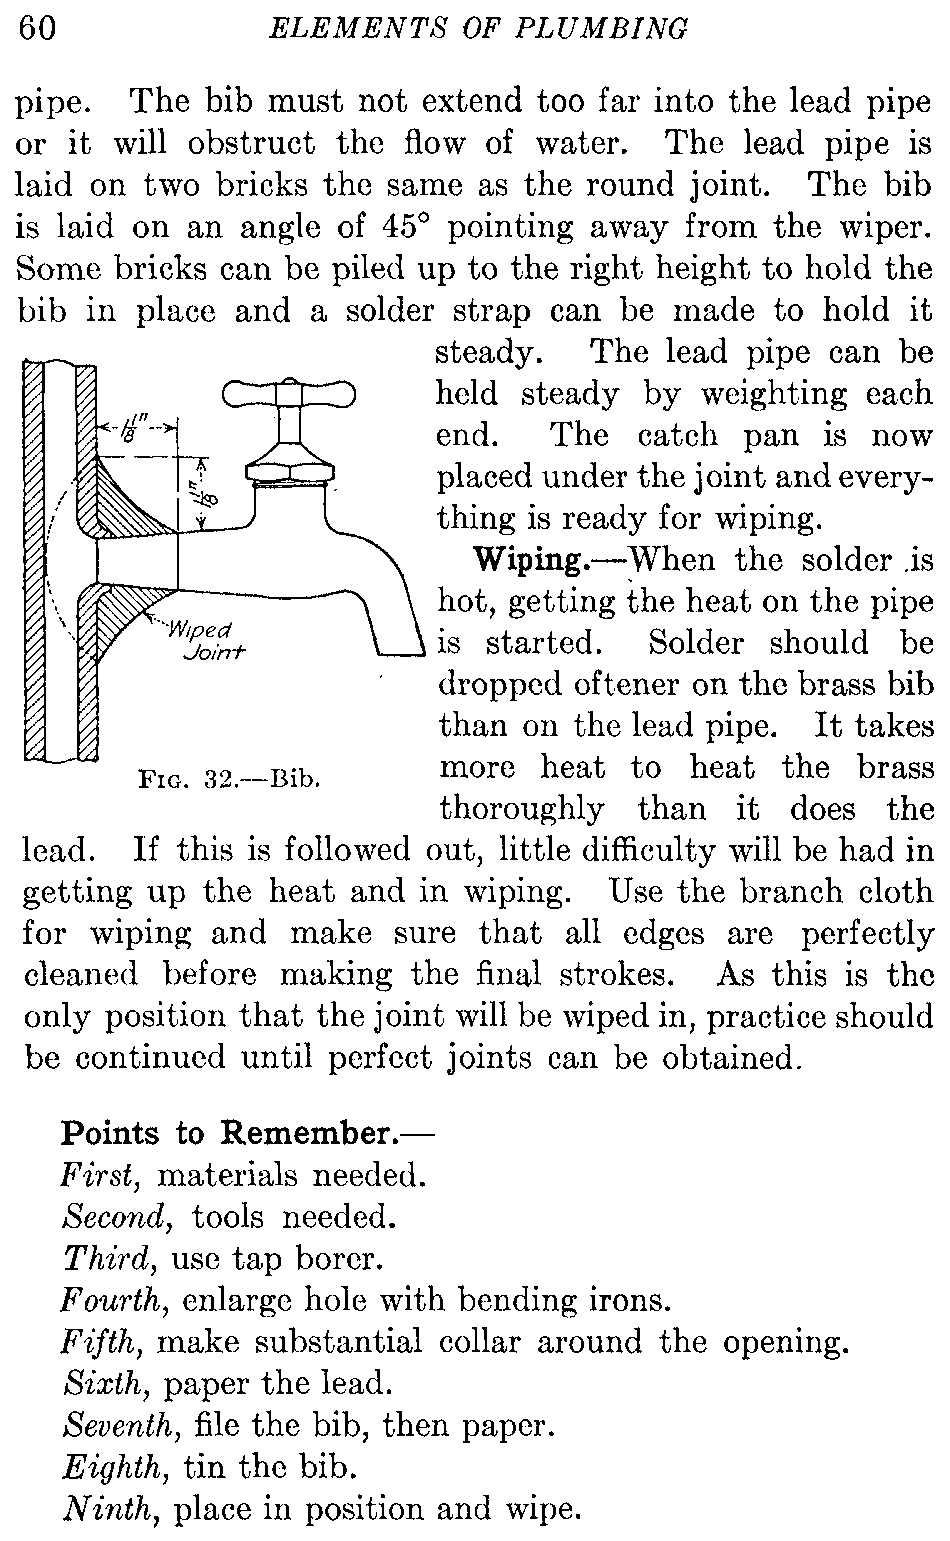 60 ELEMENTS OF PLUMBING
pipe. The bib must not extend too far into the lead pipe
or it will obstruct the flow of water. The lead pipe is
laid on two bricks the same as the round joint. The bib
is laid on an angle of 45° pointing away from the wiper.
Some bricks can be piled up to the right height to hold the
bib in place and a solder strap can be made to hold it
steady. The lead pipe can be
held steady by weighting each
end. The catch pan is now
placed under the joint and every-
thing is ready for wiping.
Wiping.—When the solder is
hot, getting the heat on the pipe
is started. Solder should be
dropped oftener on the brass bib
than on the lead pipe. It takes
more heat to heat the brass
thoroughly than it does the
1⅛"
1⅛"
Wiped
Joint
FIG. 32.—Bib.
lead. If this is followed out, little difficulty will be had in
getting up the heat and in wiping. Use the branch cloth
for wiping and make sure that all edges are perfectly
cleaned before making the final strokes. As this is the
only position that the joint will be wiped in, practice should
be continued until perfect joints can be obtained.
Points to Remember.—
First, materials needed.
Second, tools needed.
Third, use tap borer.
Fourth, enlarge hole with bending irons.
Fifth, make substantial collar around the opening.
Sixth, paper the lead.
Seventh, file the bib, then paper.
Eighth, tin the bib.
Ninth, place in position and wipe.